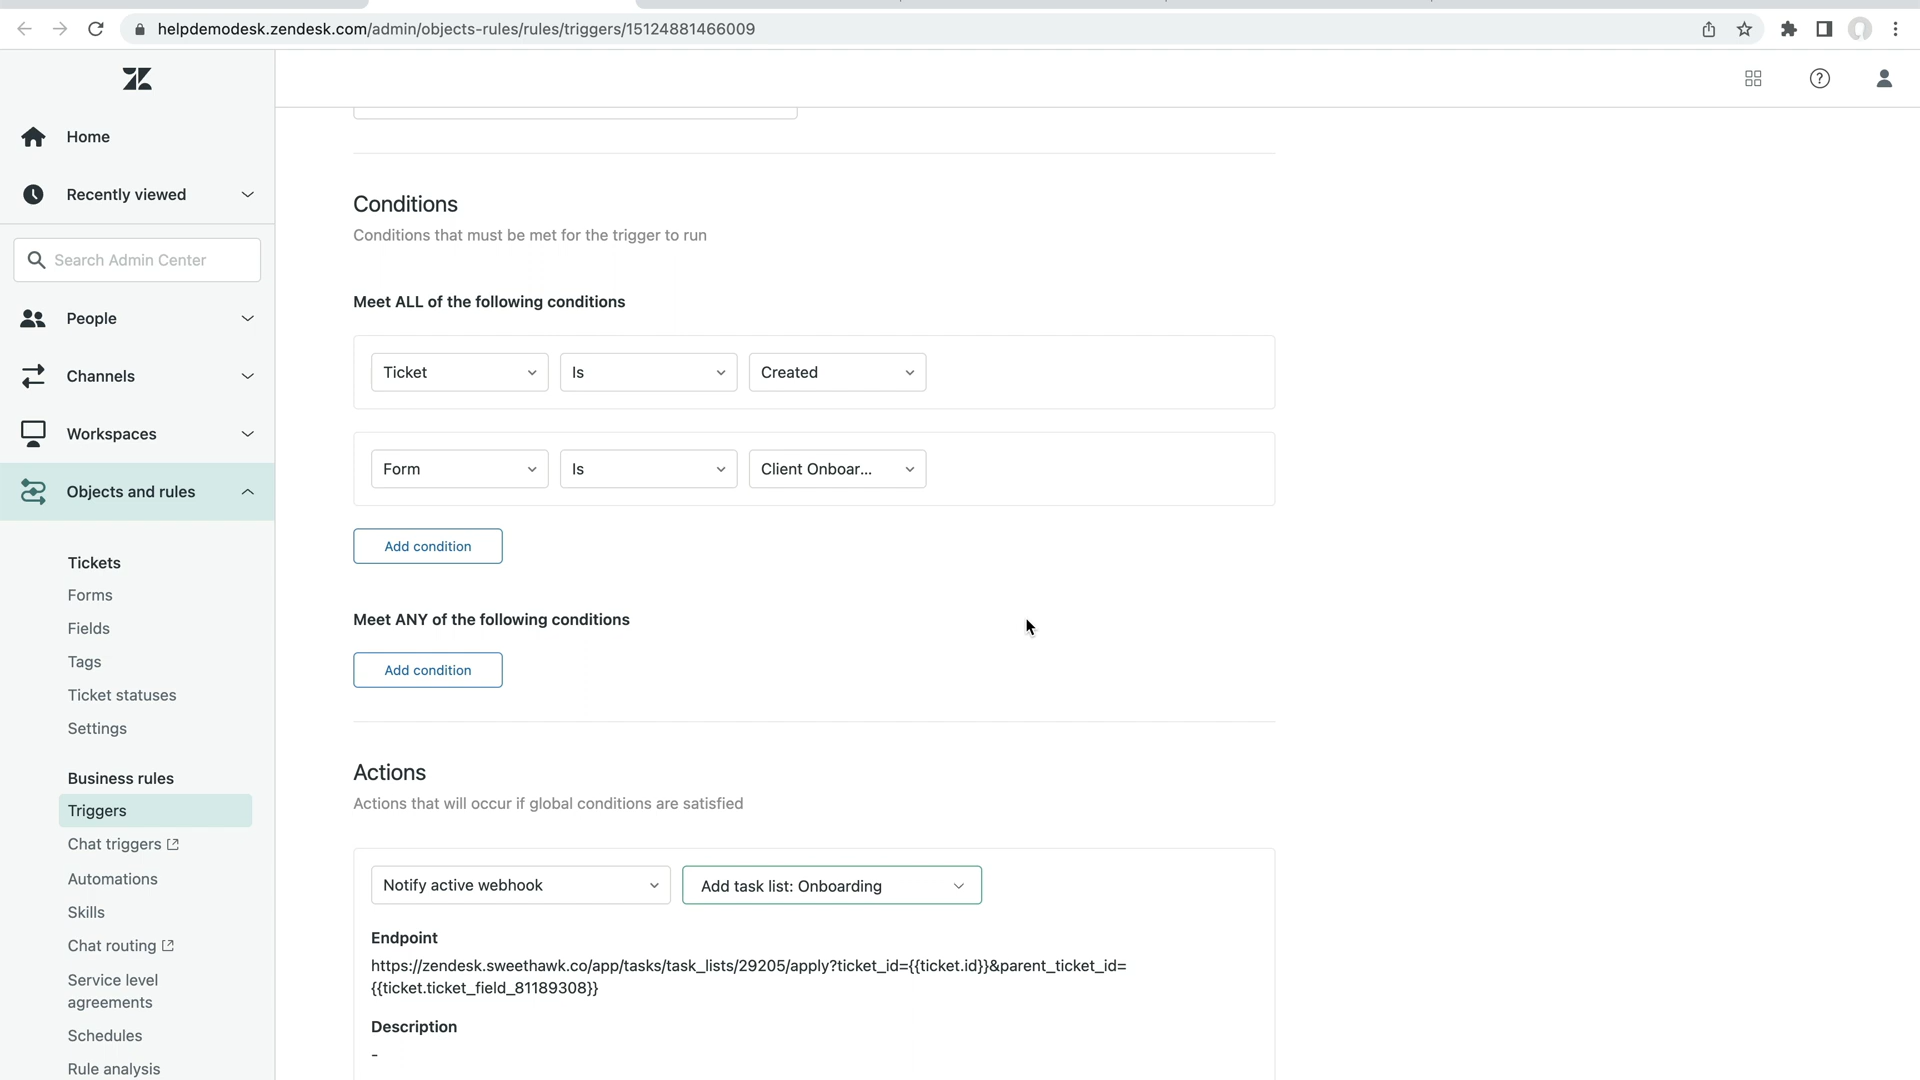 helpdemodesk.zendesk.com/admin/objects-rules/rules/triggers/15124881466009
Home
Recently viewed
Search Admin Center
People
Channels
Workspaces
Objects and rules
Tickets
Forms
Fields
Tags
Ticket statuses
Settings
Business rules
Triggers
Chat triggers
Automations
Skills
Chat routing
Service level
agreements
Schedules
Rule analysis
Conditions
Conditions that must be met for the trigger to run
Meet ALL of the following conditions
Ticket Is Created
Form Is Client Onboar...
Add condition
Meet ANY of the following conditions
Add condition
Actions
Actions that will occur if global conditions are satisfied
Notify active webhook Add task list: Onboarding
Endpoint
https://zendesk.sweethawk.co/app/tasks/task_lists/29205/apply?ticket_id={{ticket.id}}&parent_ticket_id=
{{ticket.ticket_field_81189308}}
Description
-